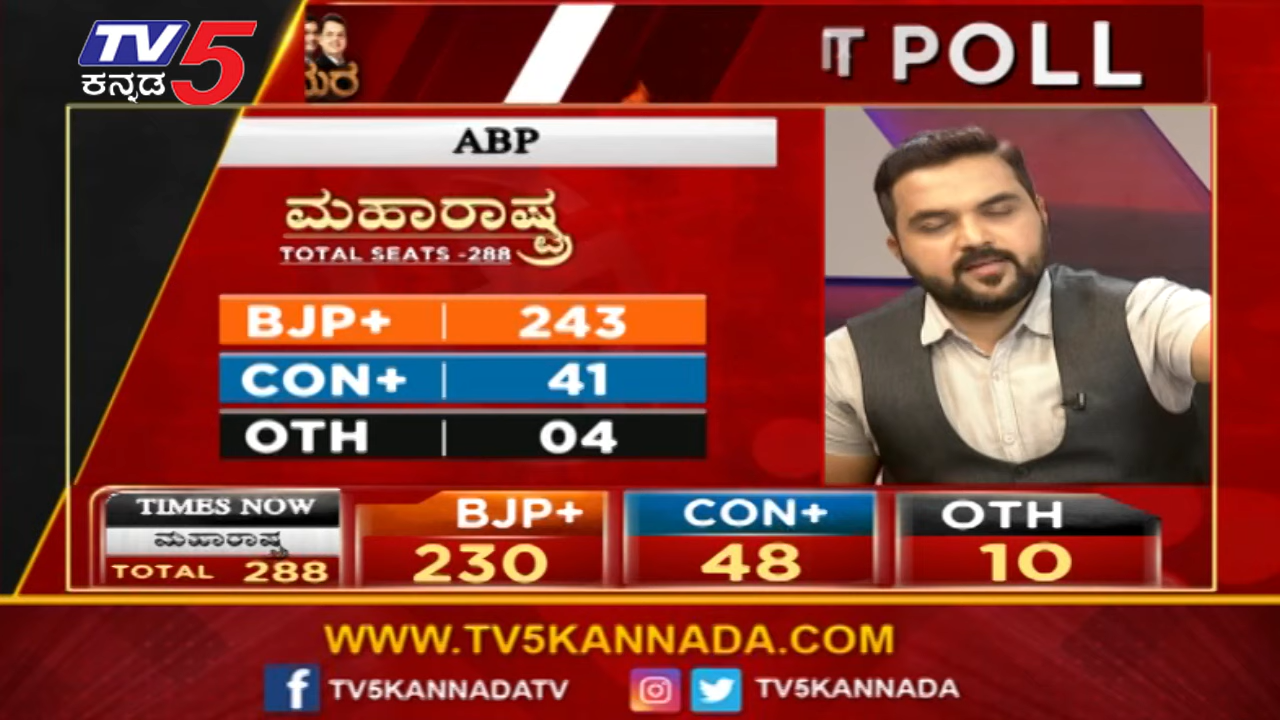 TV5
ಕನ್ನಡ
POLL
ABP
ಮಹಾರಾಷ್ಟ್ರ
TOTAL SEATS -288
BJP+ 243
CON+ 41
OTH 04
TIMES NOW
ಮಹಾರಾಷ್ಟ್ರ
TOTAL 288
BJP+
230
CON+
48
OTH
10
WWW.TV5KANNADA.COM
TV5KANNADATV
TV5KANNADA